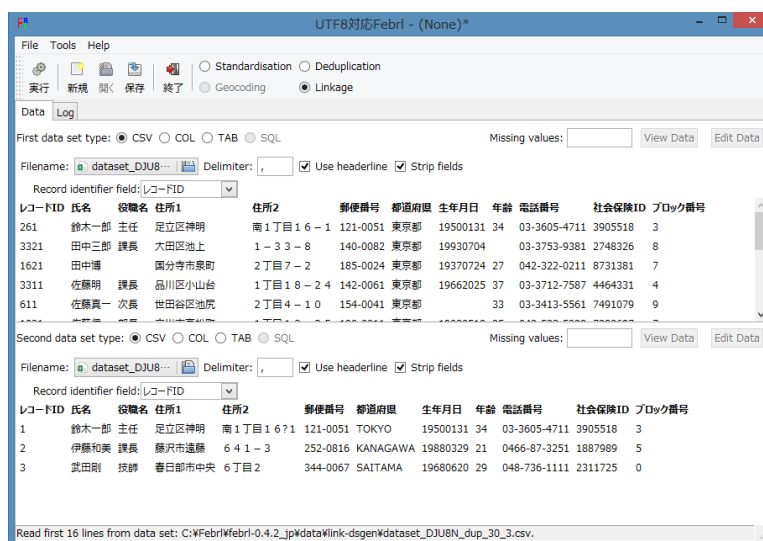 UTF8対応Febrl - (None)*
File Tools Help
実行 新規 開く 保存 終了 Standardisation Deduplication
Geocoding Linkage
Data Log
First data set type: CSV COL TAB SQL Missing values: View Data Edit Data
Filename: dataset_DJU8··· Delimiter: , Use headerline Strip fields
Record identifier field: レコードID
レコードID 氏名 役職名 住所1 住所2 郵便番号 都道府県 生年月日 年齢 電話番号 社会保険ID ブロック番号
261 鈴木一郎 主任 足立区神明 南1丁目16-1 121-0051 東京都 19500131 34 03-3605-4711 3905518 3
3321 田中三郎 課長 大田区池上 1-33-8 140-0082 東京都 19930704 03-3753-9381 2748326 8
1621 田中博 国分寺市泉町 2丁目7-2 185-0024 東京都 19370724 27 042-322-0211 8731381 7
3311 佐藤明 課長 品川区小山台 1丁目18-24 142-0061 東京都 19662025 37 03-3712-7587 4464331 4
611 佐藤真一 次長 世田谷区池尻 2丁目4-10 154-0041 東京都 33 03-3413-5561 7491079 9
Second data set type: CSV COL TAB SQL Missing values: View Data Edit Data
Filename: dataset_DJU8··· Delimiter: , Use headerline Strip fields
Record identifier field: レコードID
レコードID 氏名 役職名 住所1 住所2 郵便番号 都道府県 生年月日 年齢 電話番号 社会保険ID ブロック番号
1 鈴木一郎 主任 足立区神明 南1丁目16?1 121-0051 TOKYO 19500131 34 03-3605-4711 3905518 3
2 伊藤和美 課長 藤沢市遠藤 641-3 252-0816 KANAGAWA 19880329 21 0466-87-3251 1887989 5
3 武田剛 技師 春日部市中央 6丁目2 344-0067 SAITAMA 19680620 29 048-736-1111 2311725 0
Read first 16 lines from data set: C:¥Febrl¥febrl-0.4.2_jp¥data¥link-dsgen¥dataset_DJU8N_dup_30_3.csv.